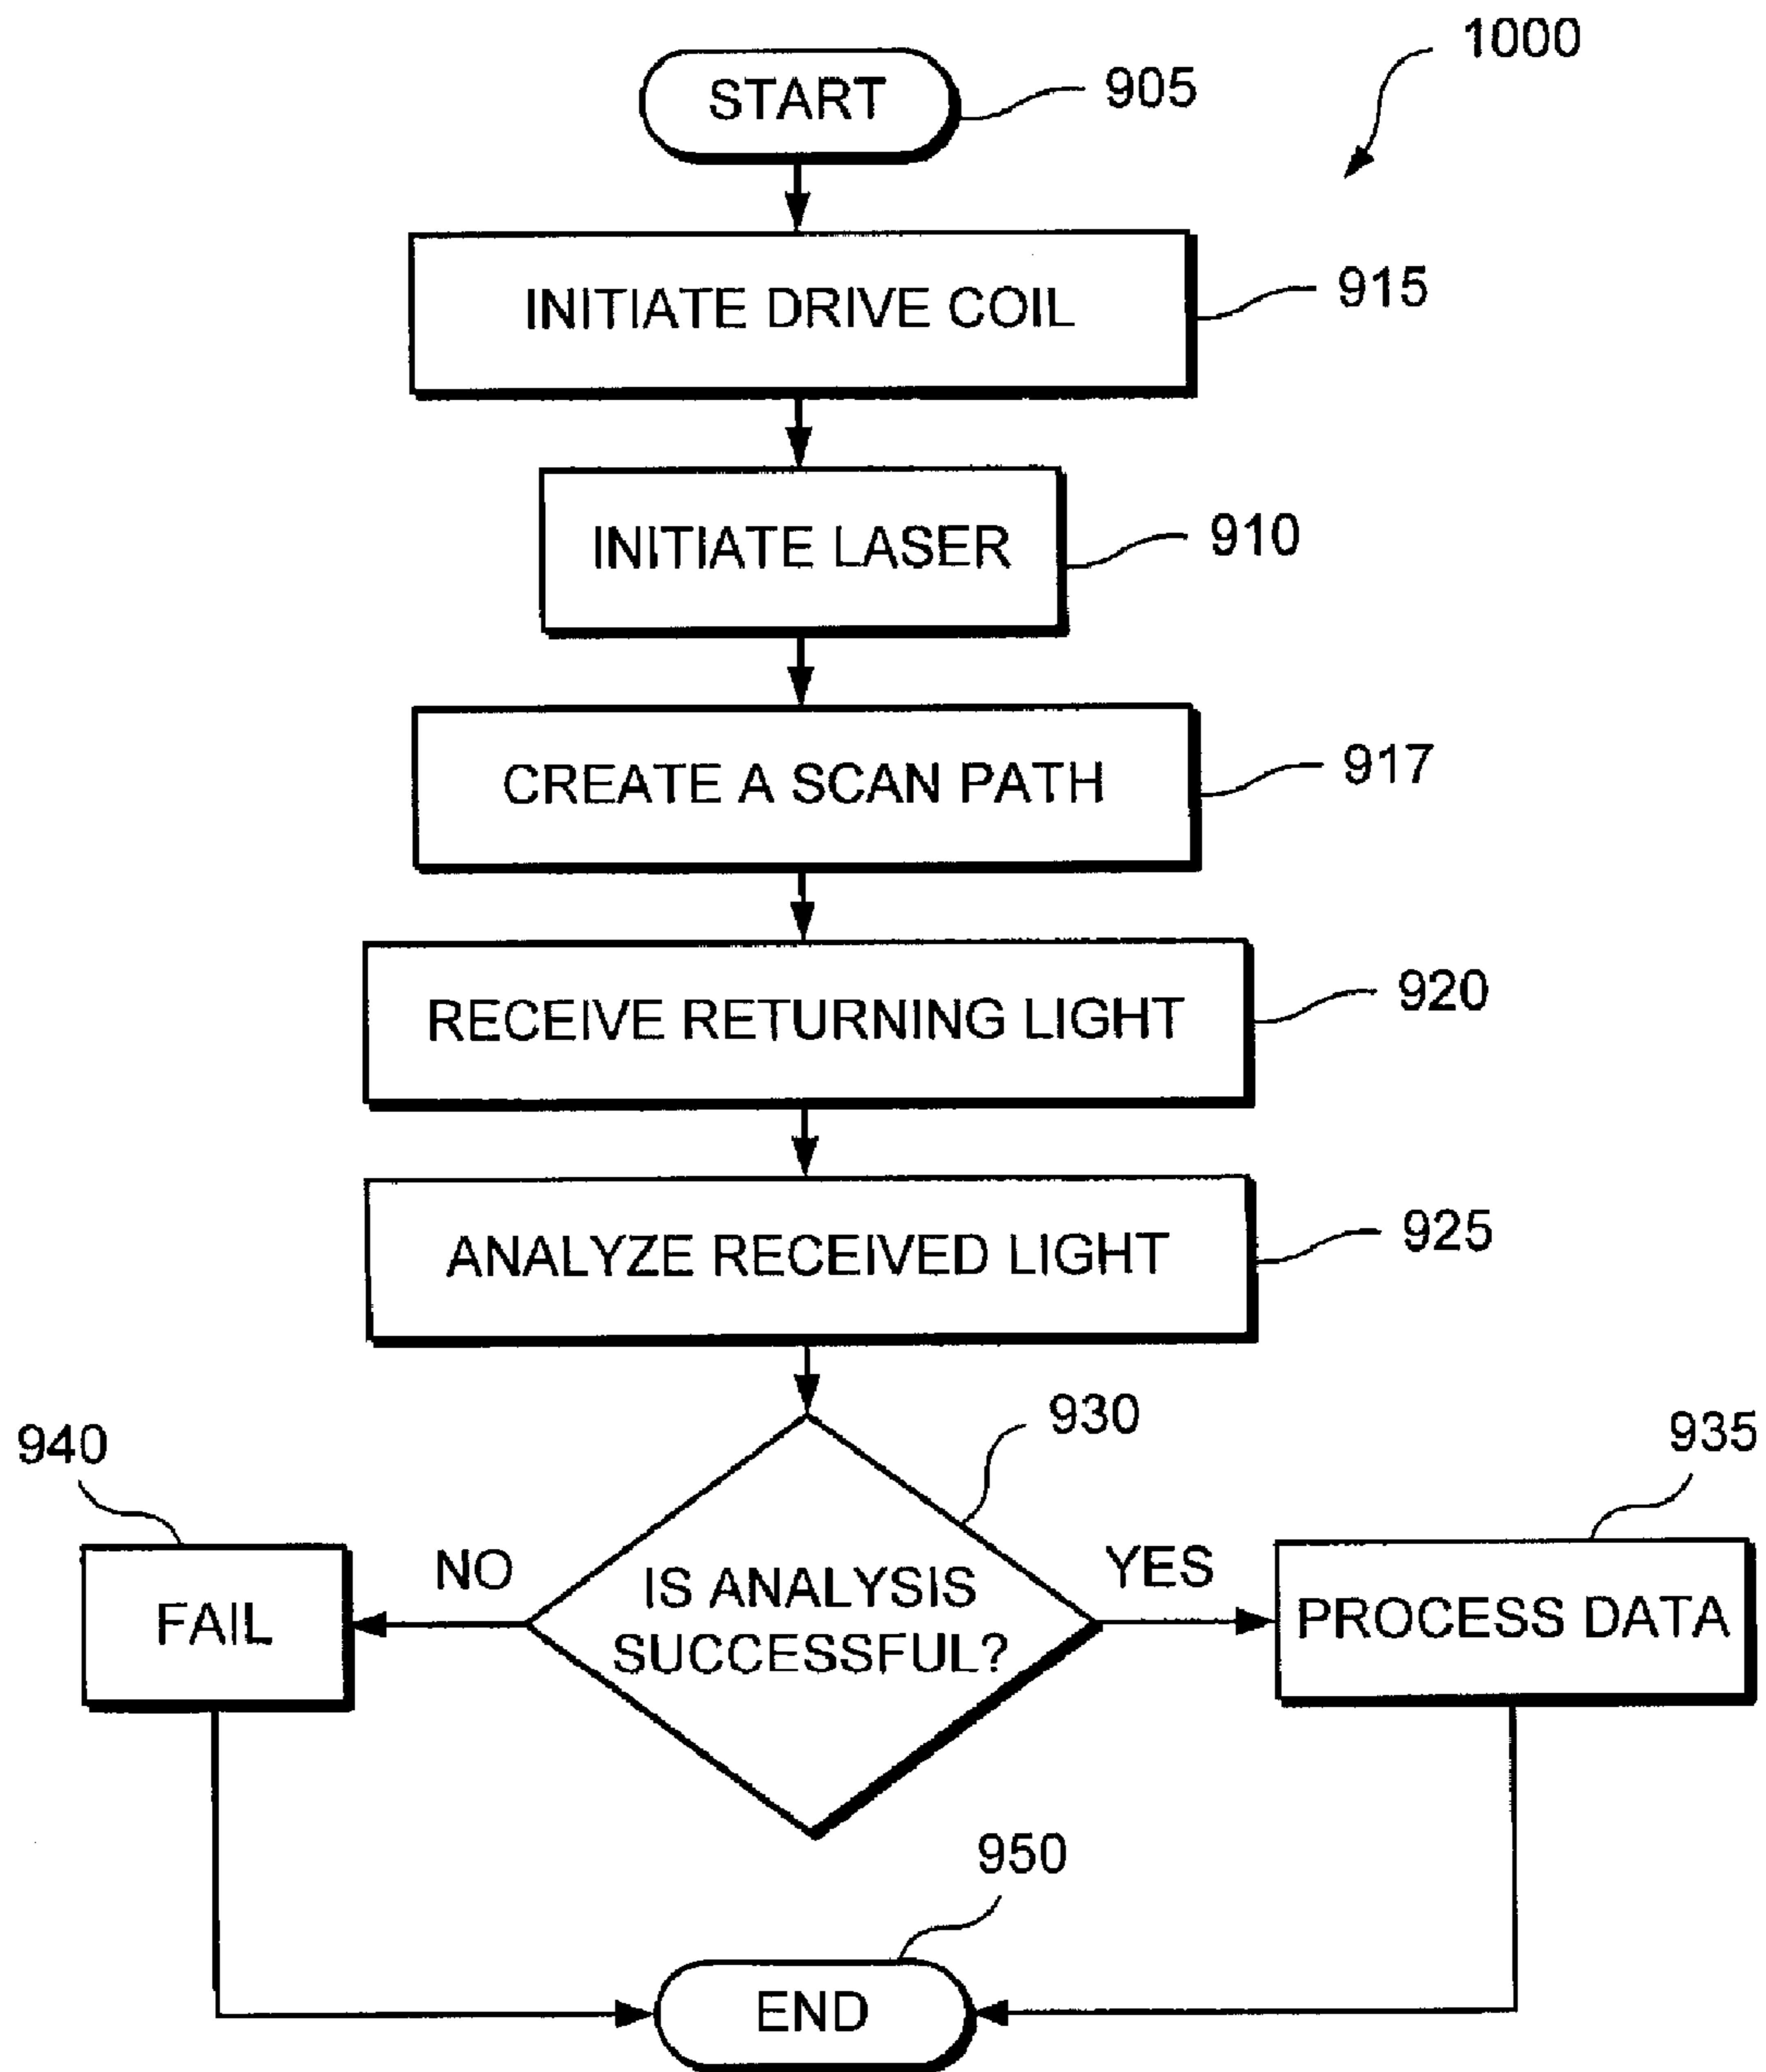 1000
START
905
INITIATE DRIVE COIL
915
INITIATE LASER
910
CREATE A SCAN PATH
917
RECEIVE RETURNING LIGHT
920
ANALYZE RECEIVED LIGHT
925
930
940
935
NO
YES
IS ANALYSIS
SUCCESSFUL?
FAIL
PROCESS DATA
950
END